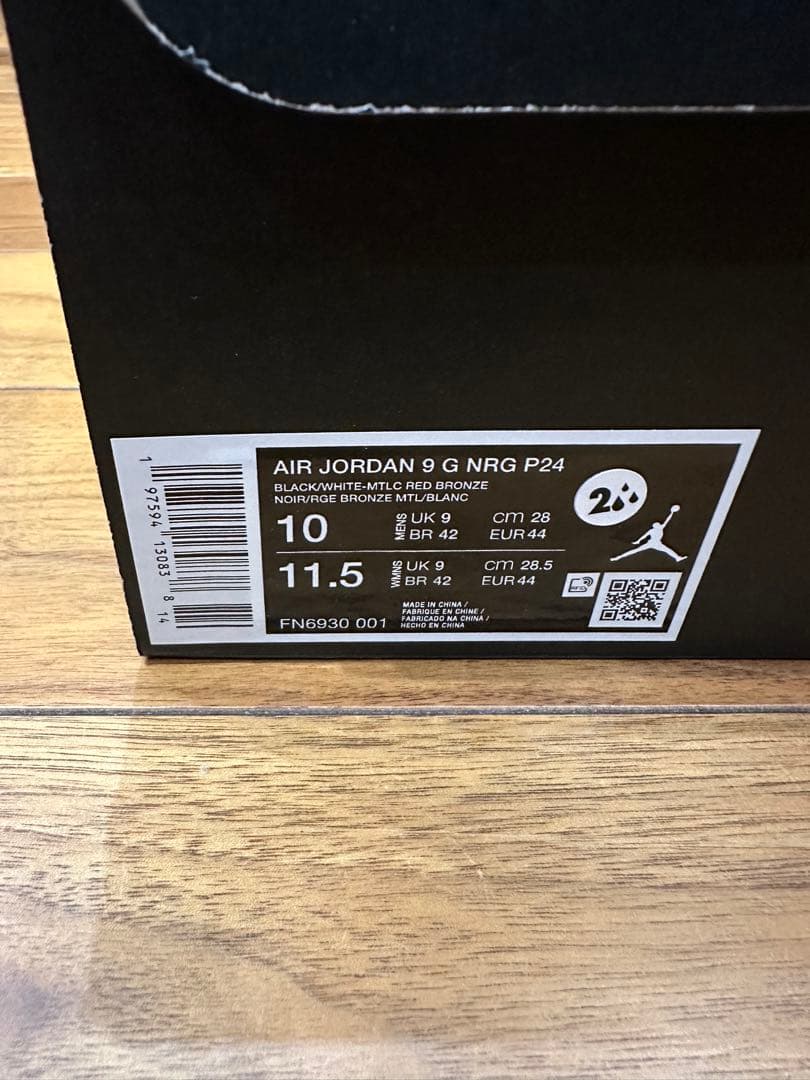 AIR JORDAN 9 G NRG P24
BLACK/WHITE-MTLC RED BRONZE
NOIR/RGE BRONZE MTL/BLANC
10 MENS UK 9 cm 28
BR 42 EUR 44
11.5 WMNS UK 9 cm 28.5
BR 42 EUR 44
FN6930 001
MADE IN CHINA /
FABRIQUE EN CHINE /
FABRICADO NA CHINA /
HECHO EN CHINA
1 97594 13083 8 14
2